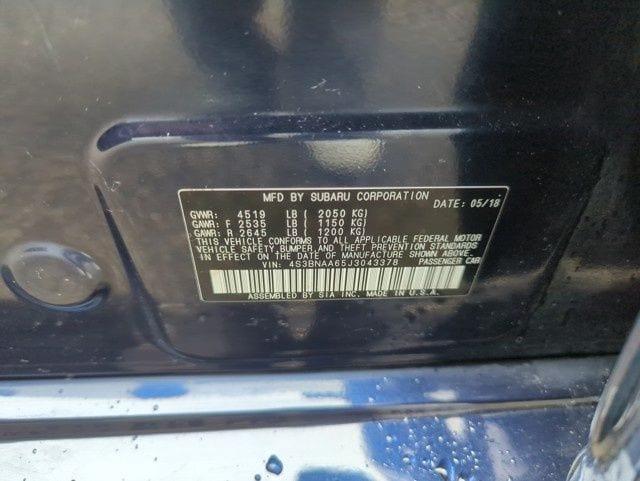 MFD BY SUBARU CORPORATION
DATE: 05/18
GVWR: 4519 LB ( 2050 KG)
GAWR: F 2535 LB ( 1150 KG)
GAWR: R 2645 LB ( 1200 KG)
THIS VEHICLE CONFORMS TO ALL APPLICABLE FEDERAL MOTOR
VEHICLE SAFETY,BUMPER AND THEFT PREVENTION STANDARDS
IN EFFECT ON THE DATE OF MANUFACTURE SHOWN ABOVE.
VIN: 4S3BNAA65J3043378 PASSENGER CAR
ASSEMBLED BY SIA INC. MADE IN U.S.A.